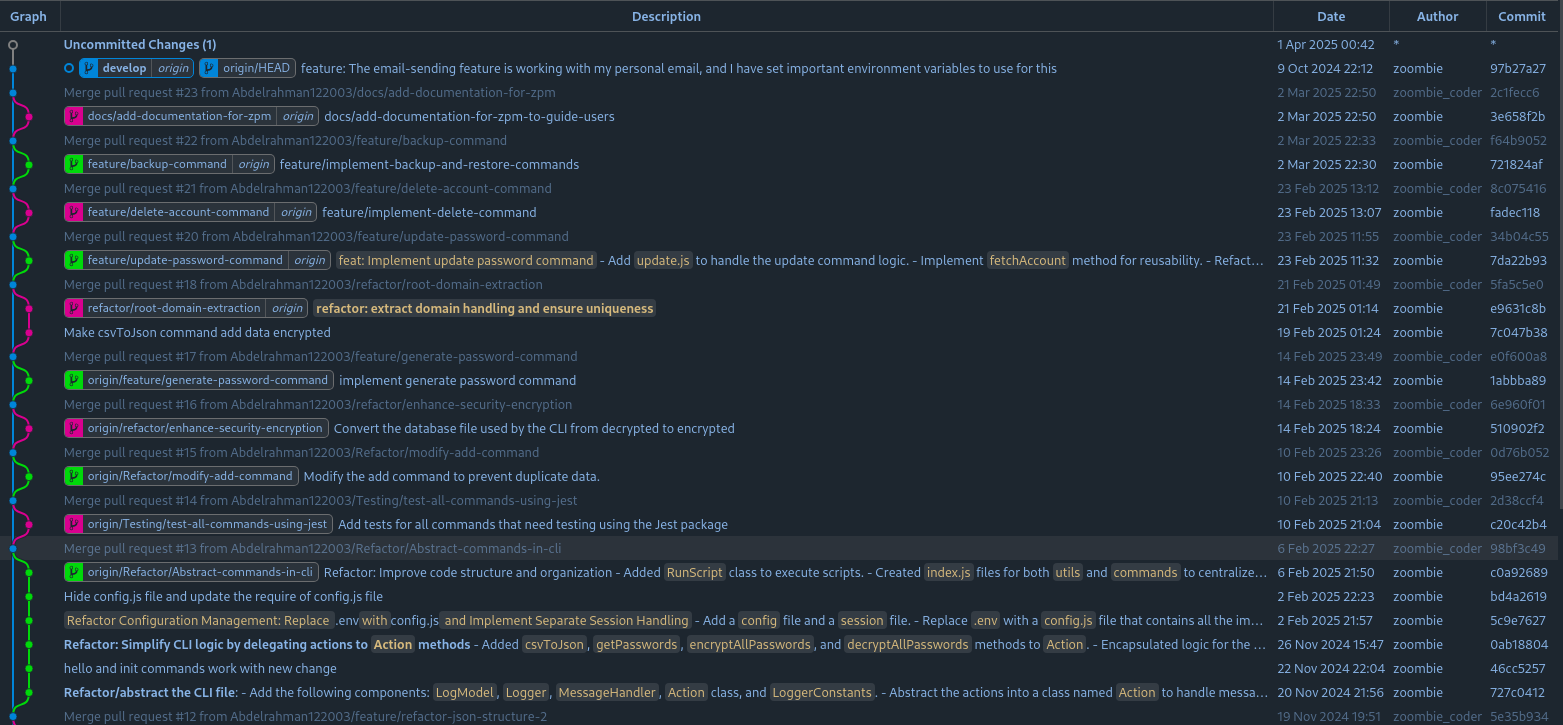 Graph Description Date Author Commit
Uncommitted Changes (1) 1 Apr 2025 00:42 * *
develop origin origin/HEAD feature: The email-sending feature is working with my personal email, and I have set important environment variables to use for this 9 Oct 2024 22:12 zoombie 97b27a27
Merge pull request #23 from Abdelrahman122003/docs/add-documentation-for-zpm 2 Mar 2025 22:50 zoombie_coder 2c1fecc6
docs/add-documentation-for-zpm origin docs/add-documentation-for-zpm-to-guide-users 2 Mar 2025 22:50 zoombie 3e658f2b
Merge pull request #22 from Abdelrahman122003/feature/backup-command 2 Mar 2025 22:33 zoombie_coder f64b9052
feature/backup-command origin feature/implement-backup-and-restore-commands 2 Mar 2025 22:30 zoombie 721824af
Merge pull request #21 from Abdelrahman122003/feature/delete-account-command 23 Feb 2025 13:12 zoombie_coder 8c075416
feature/delete-account-command origin feature/implement-delete-command 23 Feb 2025 13:07 zoombie fadec118
Merge pull request #20 from Abdelrahman122003/feature/update-password-command 23 Feb 2025 11:55 zoombie_coder 34b04c55
feature/update-password-command origin feat: Implement update password command - Add update.js to handle the update command logic. - Implement fetchAccount method for reusability. - Refact... 23 Feb 2025 11:32 zoombie 7da22b93
Merge pull request #18 from Abdelrahman122003/refactor/root-domain-extraction 21 Feb 2025 01:49 zoombie_coder 5fa5c5e0
refactor/root-domain-extraction origin refactor: extract domain handling and ensure uniqueness 21 Feb 2025 01:14 zoombie e9631c8b
Make csvToJson command add data encrypted 19 Feb 2025 01:24 zoombie 7c047b38
Merge pull request #17 from Abdelrahman122003/feature/generate-password-command 14 Feb 2025 23:49 zoombie_coder e0f600a8
origin/feature/generate-password-command implement generate password command 14 Feb 2025 23:42 zoombie 1abbba89
Merge pull request #16 from Abdelrahman122003/refactor/enhance-security-encryption 14 Feb 2025 18:33 zoombie_coder 6e960f01
origin/refactor/enhance-security-encryption Convert the database file used by the CLI from decrypted to encrypted 14 Feb 2025 18:24 zoombie 510902f2
Merge pull request #15 from Abdelrahman122003/Refactor/modify-add-command 10 Feb 2025 23:26 zoombie_coder 0d76b052
origin/Refactor/modify-add-command Modify the add command to prevent duplicate data. 10 Feb 2025 22:40 zoombie 95ee274c
Merge pull request #14 from Abdelrahman122003/Testing/test-all-commands-using-jest 10 Feb 2025 21:13 zoombie_coder 2d38ccf4
origin/Testing/test-all-commands-using-jest Add tests for all commands that need testing using the Jest package 10 Feb 2025 21:04 zoombie c20c42b4
Merge pull request #13 from Abdelrahman122003/Refactor/Abstract-commands-in-cli 6 Feb 2025 22:27 zoombie_coder 98bf3c49
origin/Refactor/Abstract-commands-in-cli Refactor: Improve code structure and organization - Added RunScript class to execute scripts. - Created index.js files for both utils and commands to centralize... 6 Feb 2025 21:50 zoombie c0a92689
Hide config.js file and update the require of config.js file 2 Feb 2025 22:23 zoombie bd4a2619
Refactor Configuration Management: Replace .env with config.js and Implement Separate Session Handling - Add a config file and a session file. - Replace .env with a config.js file that contains all the im... 2 Feb 2025 21:57 zoombie 5c9e7627
Refactor: Simplify CLI logic by delegating actions to Action methods - Added csvToJson, getPasswords, encryptAllPasswords, and decryptAllPasswords methods to Action. - Encapsulated logic for the ... 26 Nov 2024 15:47 zoombie 0ab18804
hello and init commands work with new change 22 Nov 2024 22:04 zoombie 46cc5257
Refactor/abstract the CLI file: - Add the following components: LogModel, Logger, MessageHandler, Action class, and LoggerConstants. - Abstract the actions into a class named Action to handle messa... 20 Nov 2024 21:56 zoombie 727c0412
Merge pull request #12 from Abdelrahman122003/feature/refactor-json-structure-2 19 Nov 2024 19:51 zoombie_coder 5e35b934